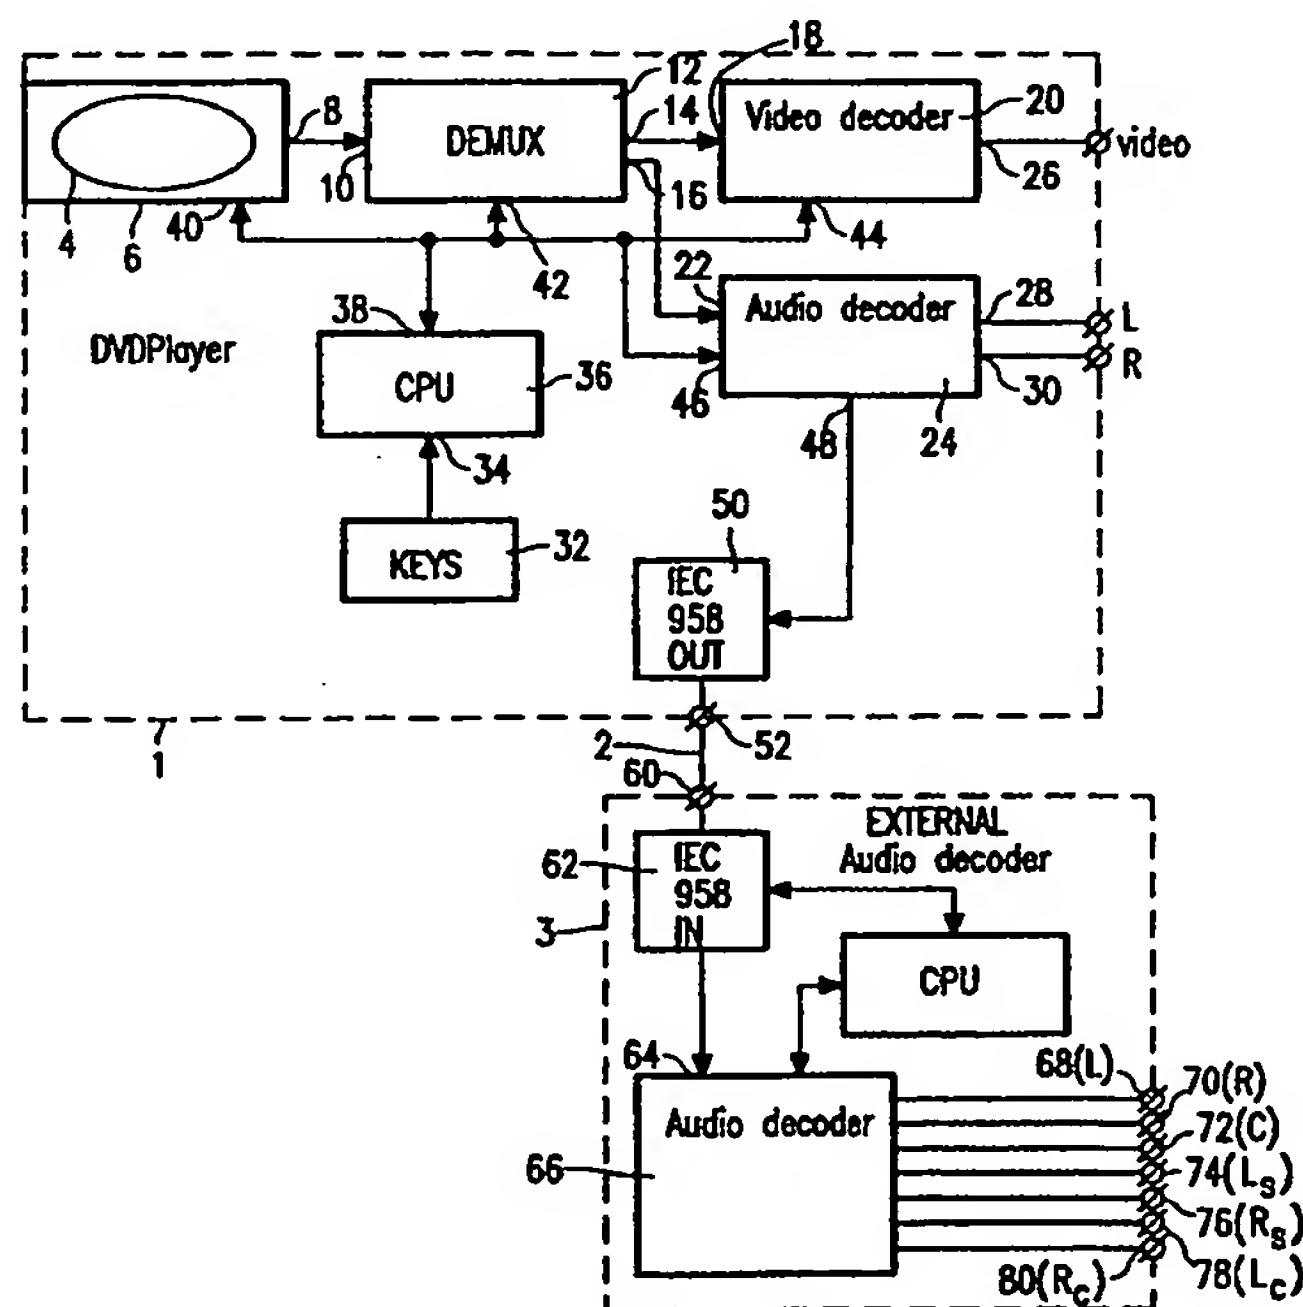 18
12
8
14
Video decoder
20
DEMUX
video
10
16
26
4
6
40
42
44
22
28
38
Audio decoder
L
DVDPlayer
R
CPU
36
46
30
48
24
34
50
KEYS
32
IEC
958
OUT
1
2
52
60
EXTERNAL
Audio decoder
62
IEC
958
IN
3
CPU
64
68(L)
70(R)
Audio decoder
72(C)
66
74(Ls)
76(Rs)
78(Lc)
80(Rc)